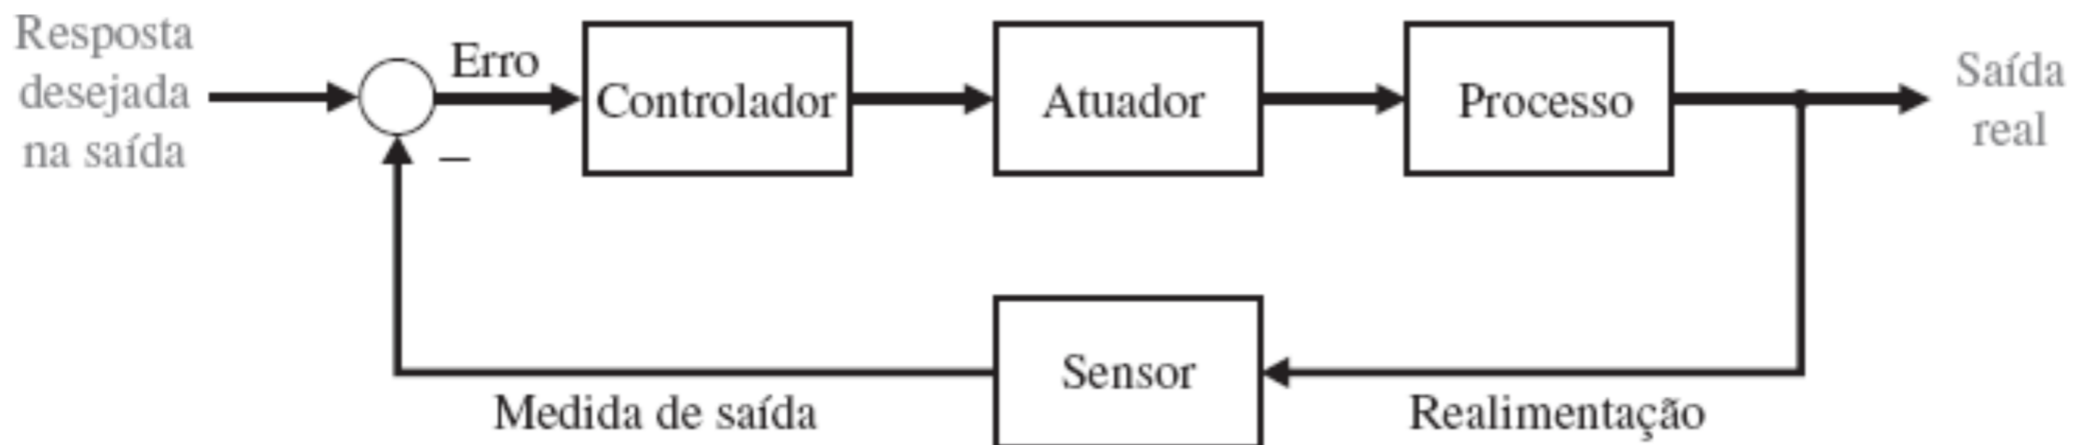 Resposta
desejada
na saída
Erro
–
Controlador
Atuador
Processo
Saída
real
Sensor
Medida de saída
Realimentação